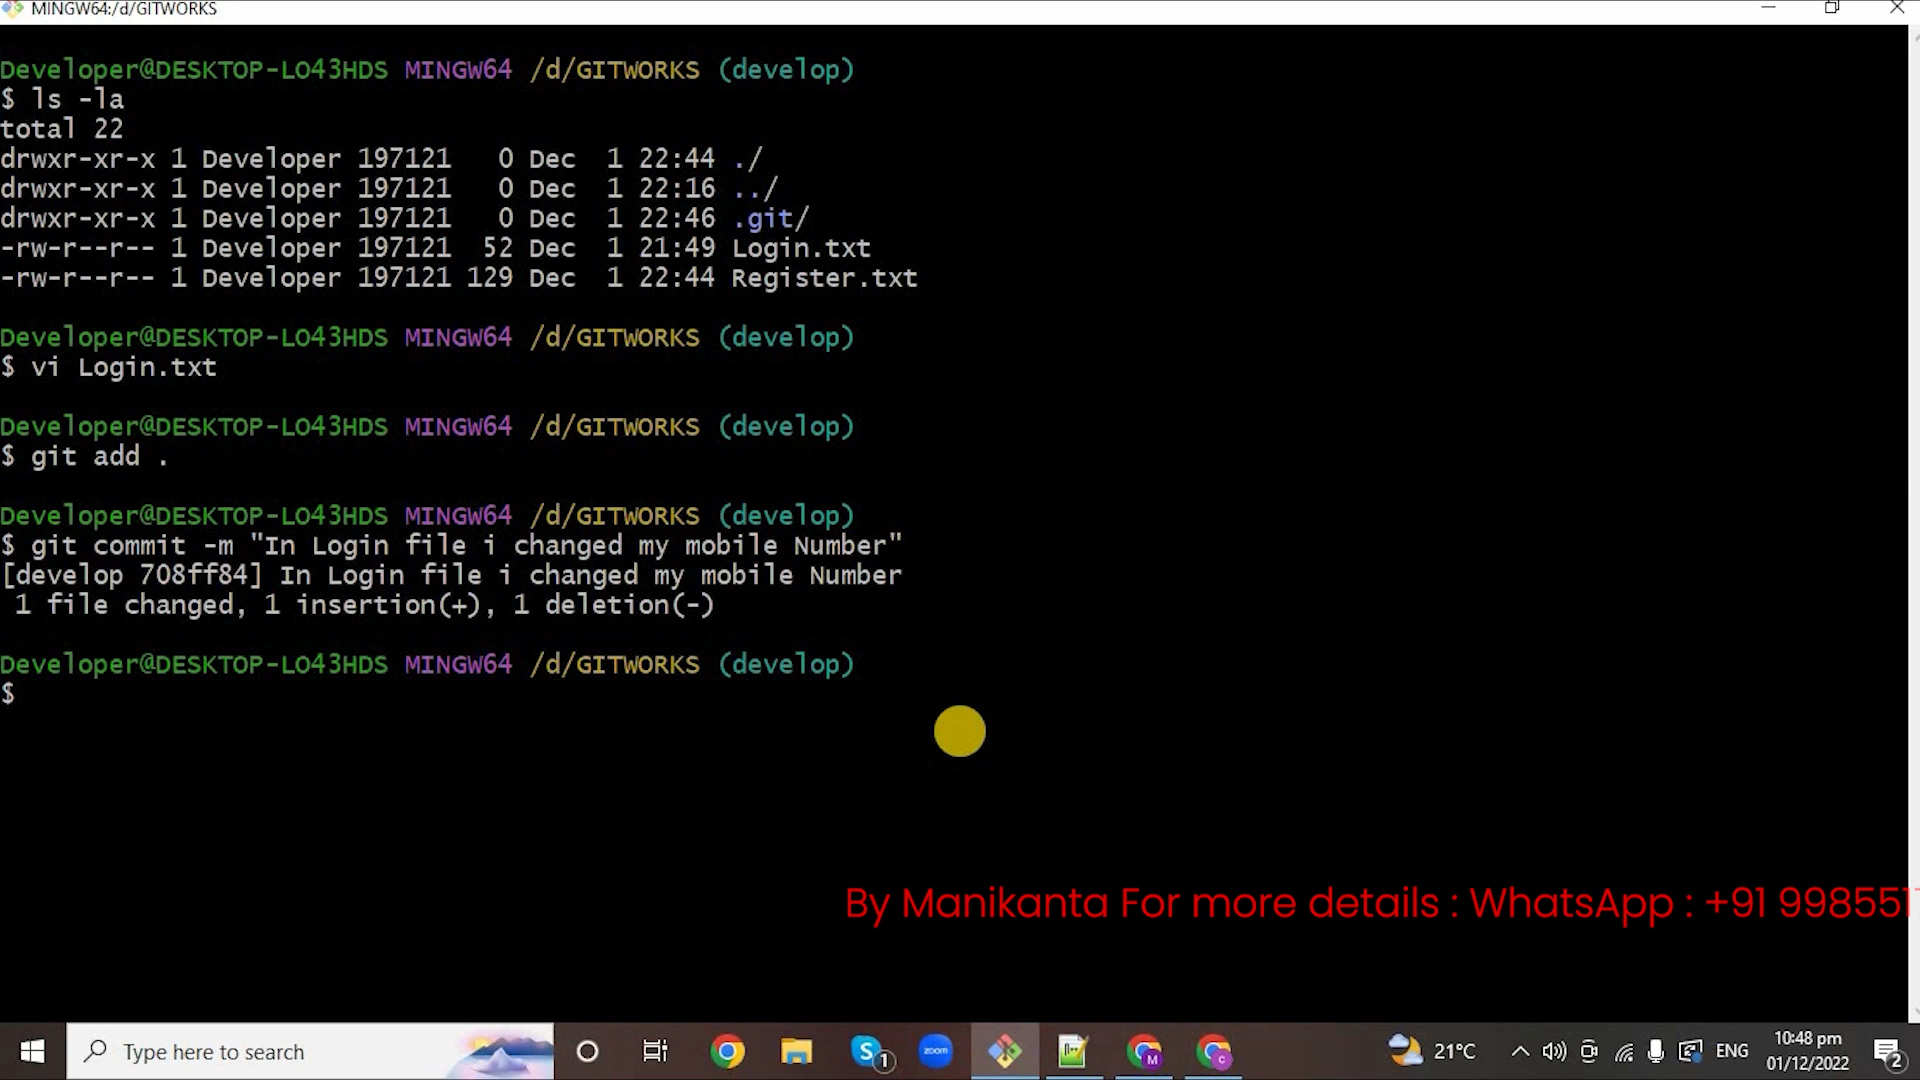 MINGW64:/d/GITWORKS
Developer@DESKTOP-LO43HDS MINGW64 /d/GITWORKS (develop)
$ ls -la
total 22
drwxr-xr-x 1 Developer 197121   0 Dec  1 22:44 ./
drwxr-xr-x 1 Developer 197121   0 Dec  1 22:16 ../
drwxr-xr-x 1 Developer 197121   0 Dec  1 22:46 .git/
-rw-r--r-- 1 Developer 197121  52 Dec  1 21:49 Login.txt
-rw-r--r-- 1 Developer 197121 129 Dec  1 22:44 Register.txt
Developer@DESKTOP-LO43HDS MINGW64 /d/GITWORKS (develop)
$ vi Login.txt
Developer@DESKTOP-LO43HDS MINGW64 /d/GITWORKS (develop)
$ git add .
Developer@DESKTOP-LO43HDS MINGW64 /d/GITWORKS (develop)
$ git commit -m "In Login file i changed my mobile Number"
[develop 708ff84] In Login file i changed my mobile Number
 1 file changed, 1 insertion(+), 1 deletion(-)
Developer@DESKTOP-LO43HDS MINGW64 /d/GITWORKS (develop)
$
By Manikanta For more details : WhatsApp : +91 998551
Type here to search
1
zoom
M
C
21°C
ENG
10:48 pm
01/12/2022
2